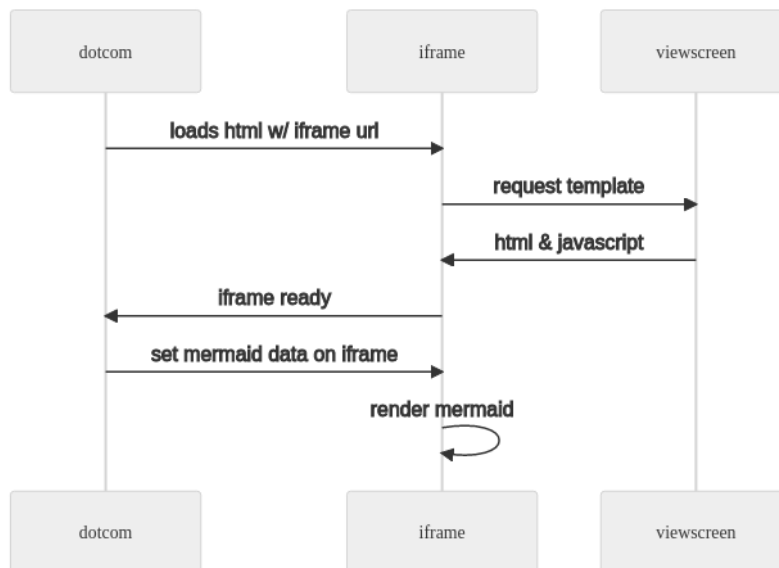 dotcom
iframe
viewscreen
loads html w/ iframe url
request template
html & javascript
iframe ready
set mermaid data on iframe
render mermaid
dotcom
iframe
viewscreen